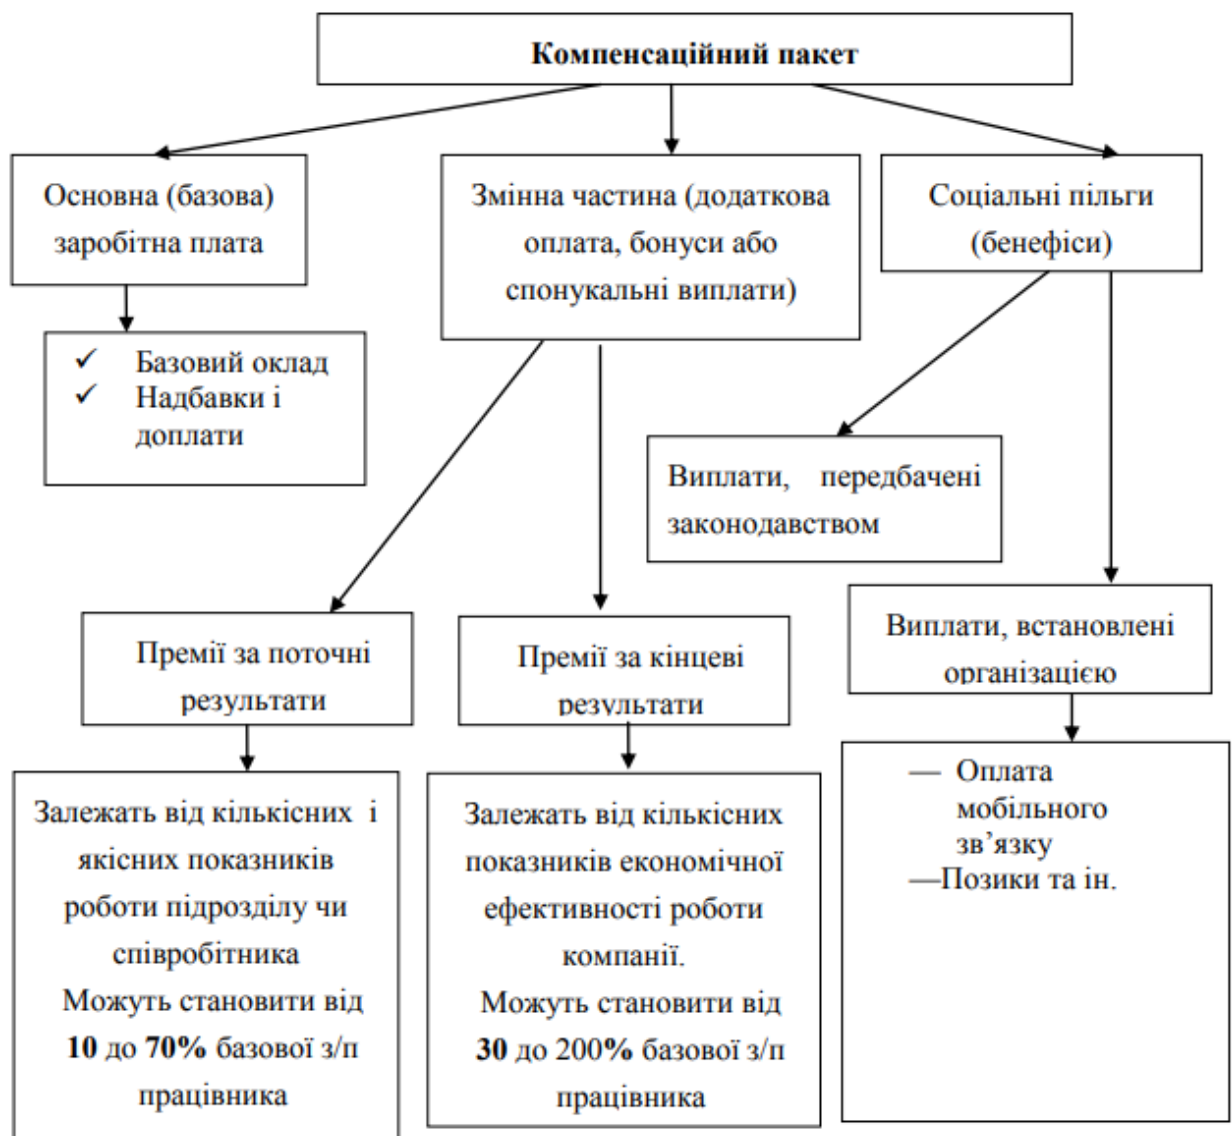 Компенсаційний пакет
Основна (базова)
заробітна плата
Змінна частина (додаткова
оплата, бонуси або
спонукальні виплати)
Соціальні пільги
(бенефіси)
✓ Базовий оклад
✓ Надбавки і
доплати
Виплати, передбачені
законодавством
Премії за поточні
результати
Премії за кінцеві
результати
Виплати, встановлені
організацією
Залежать від кількісних і
якісних показників
роботи підрозділу чи
співробітника
Можуть становити від
10 до 70% базової з/п
працівника
Залежать від кількісних
показників економічної
ефективності роботи
компанії.
Можуть становити від
30 до 200% базової з/п
працівника
— Оплата
мобільного
зв’язку
—Позики та ін.